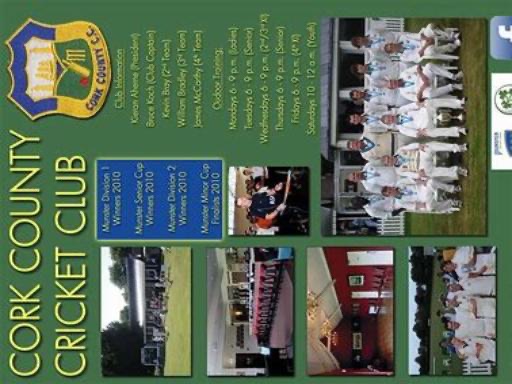 CORK COUNTY
CRICKET CLUB
CORK COUNTY C.C.
Club Information
Kieran Aherne (President)
Bruce Koch (Club Captain)
Kevin Bray (2nd Team)
William Bradley (3rd Team)
James McCarthy (4th Team)
Outdoor Training:
Mondays 6 - 9 p.m. (Ladies)
Tuesdays 6 - 9 p.m. (Senior)
Wednesdays 6 - 9 p.m. (2nd/3rd XI)
Thursdays 6 - 9 p.m. (Senior)
Fridays 6 - 9 p.m. (4th XI)
Saturdays 10 - 12 a.m. (Youth)
Munster Division 1
Winners 2010
Munster Senior Cup
Winners 2010
Munster Division 2
Winners 2010
Munster Minor Cup
Finalists 2010
f